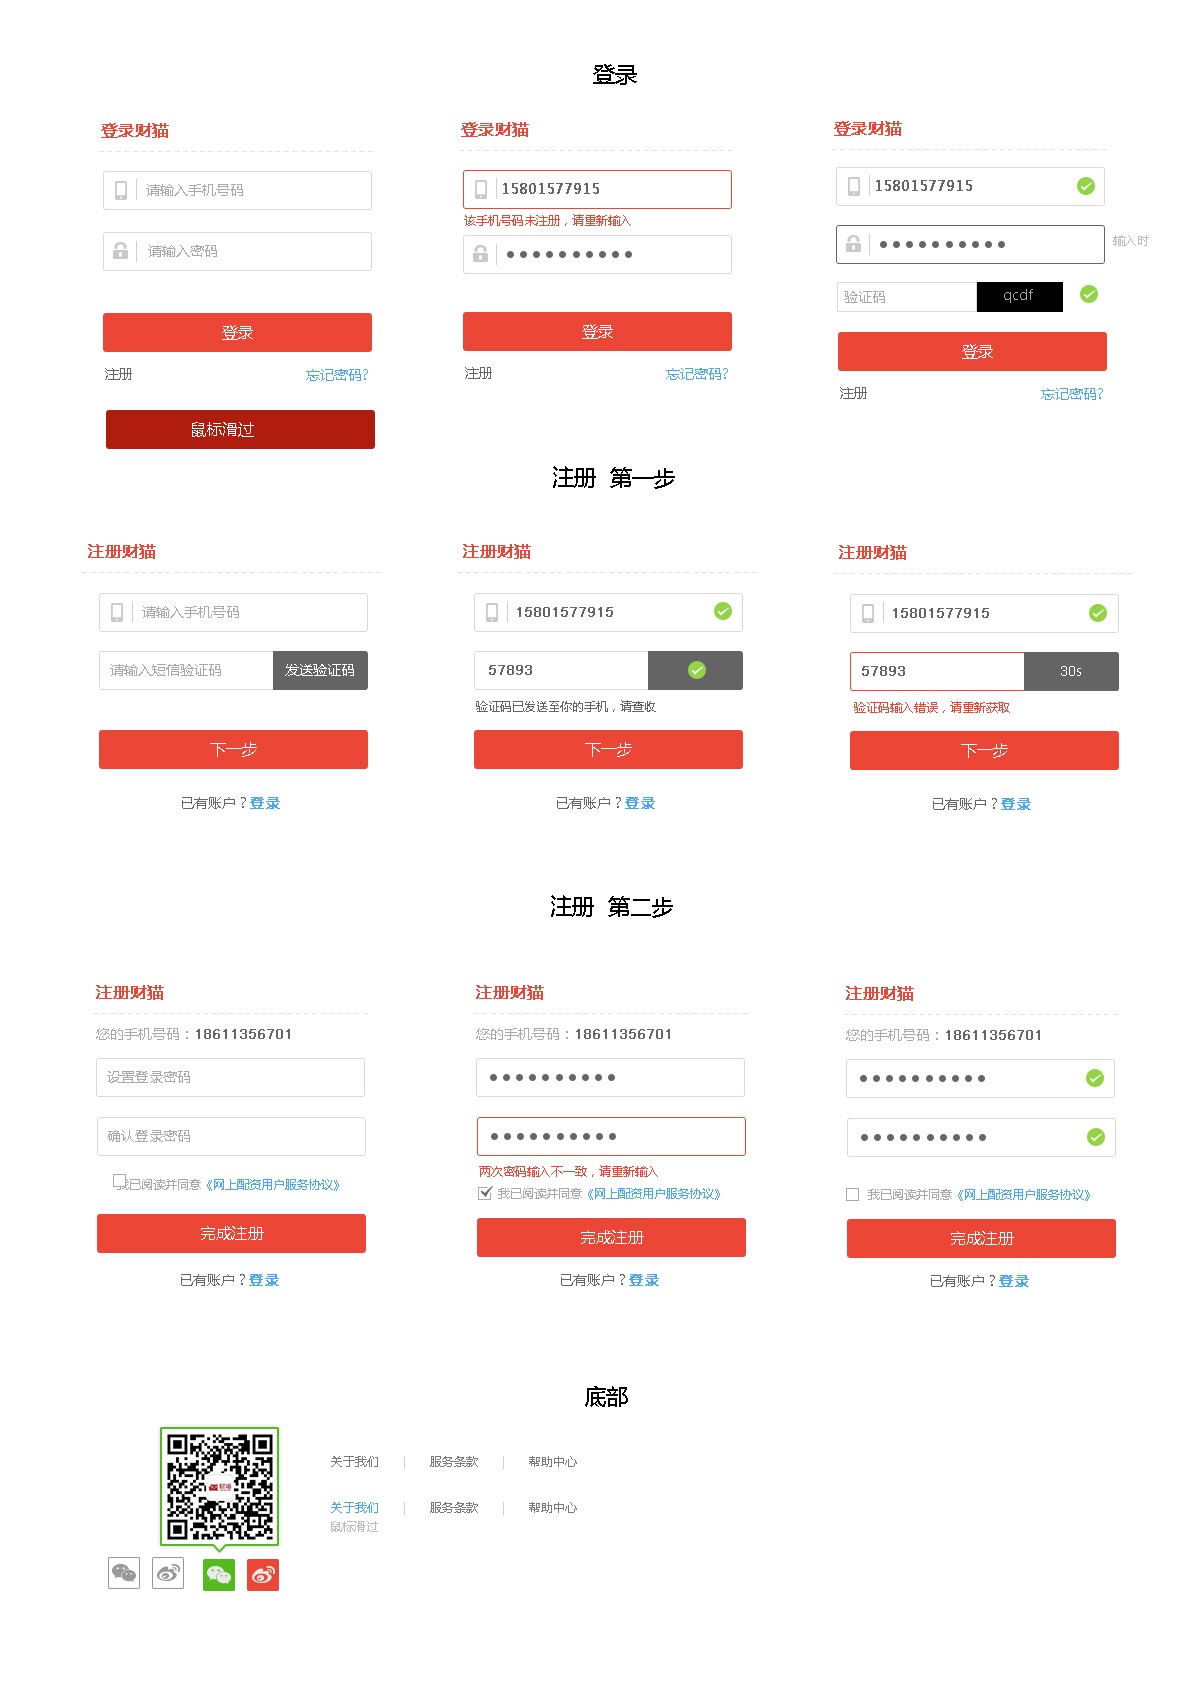 登录
登录财猫
请输入手机号码
请输入密码
登录
注册 忘记密码?
鼠标滑过
登录财猫
15801577915
该手机号码未注册，请重新输入
登录
注册 忘记密码?
登录财猫
15801577915
输入时
验证码 qcdf
登录
注册 忘记密码?
注册 第一步
注册财猫
请输入手机号码
请输入短信验证码 发送验证码
下一步
已有账户？登录
注册财猫
15801577915
57893
验证码已发送至你的手机，请查收
下一步
已有账户？登录
注册财猫
15801577915
57893 30s
验证码输入错误，请重新获取
下一步
已有账户？登录
注册 第二步
注册财猫
您的手机号码：18611356701
设置登录密码
确认登录密码
我已阅读并同意《网上配资用户服务协议》
完成注册
已有账户？登录
注册财猫
您的手机号码：18611356701
两次密码输入不一致，请重新输入
我已阅读并同意《网上配资用户服务协议》
完成注册
已有账户？登录
注册财猫
您的手机号码：18611356701
我已阅读并同意《网上配资用户服务协议》
完成注册
已有账户？登录
底部
关于我们 服务条款 帮助中心
关于我们 服务条款 帮助中心
鼠标滑过